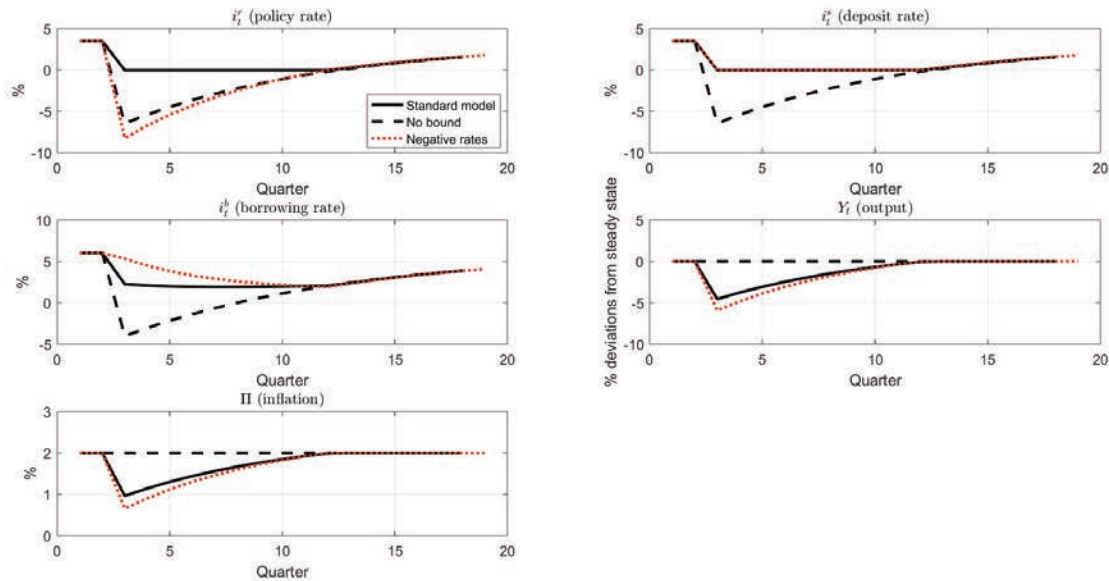 i_t^r (policy rate)
5
0
-5
-10
%
0 5 10 15 20
Quarter
Standard model
No bound
Negative rates
i_t^s (deposit rate)
5
0
-5
-10
%
0 5 10 15 20
Quarter
i_t^b (borrowing rate)
10
5
0
-5
%
0 5 10 15 20
Quarter
Y_t (output)
5
0
-5
-10
% deviations from steady state
0 5 10 15 20
Quarter
Π (inflation)
3
2
1
0
%
0 5 10 15 20
Quarter